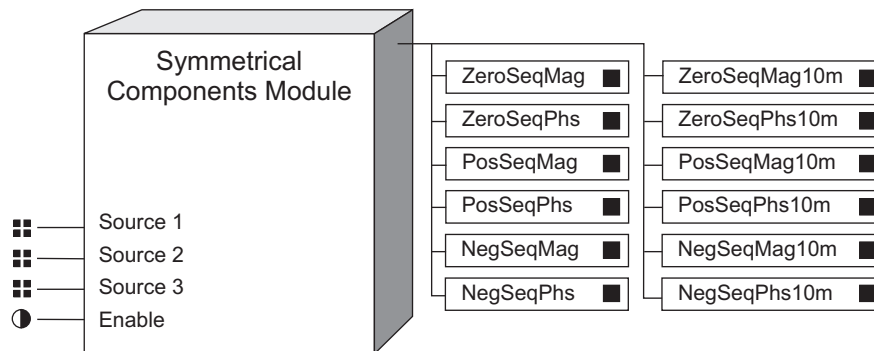 Symmetrical
Components Module
Source 1
Source 2
Source 3
Enable
ZeroSeqMag
ZeroSeqPhs
PosSeqMag
PosSeqPhs
NegSeqMag
NegSeqPhs
ZeroSeqMag10m
ZeroSeqPhs10m
PosSeqMag10m
PosSeqPhs10m
NegSeqMag10m
NegSeqPhs10m